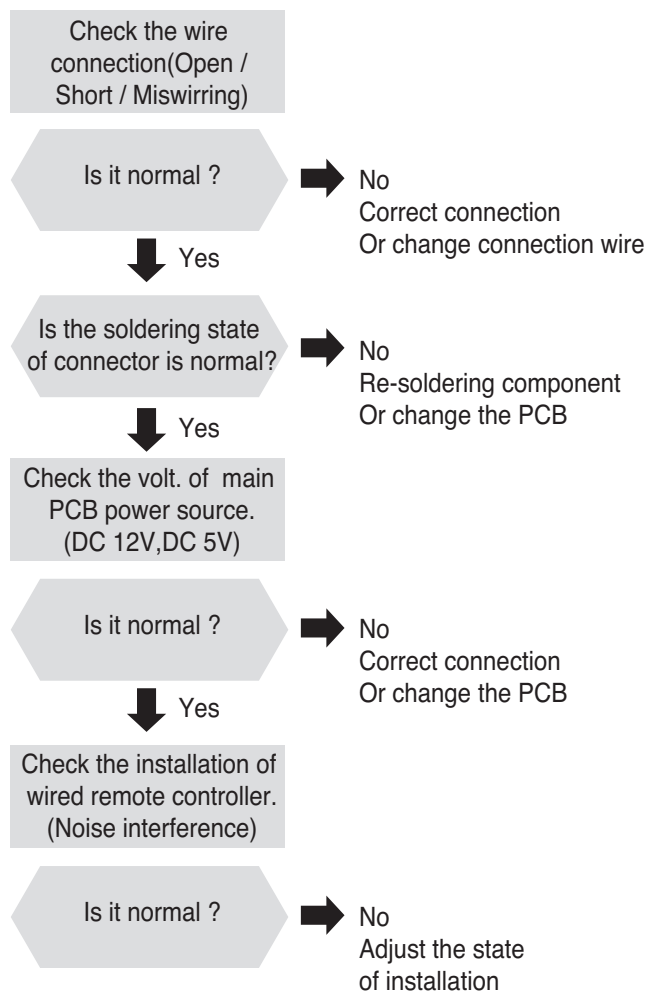 Check the wire
connection(Open /
Short / Miswirring)
Is it normal ?
No
Correct connection
Or change connection wire
Yes
Is the soldering state
of connector is normal?
No
Re-soldering component
Or change the PCB
Yes
Check the volt. of main
PCB power source.
(DC 12V,DC 5V)
Is it normal ?
No
Correct connection
Or change the PCB
Yes
Check the installation of
wired remote controller.
(Noise interference)
Is it normal ?
No
Adjust the state
of installation